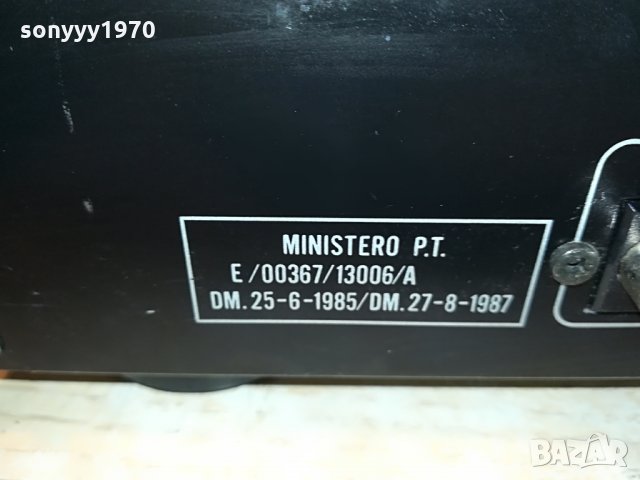 sonyyy1970
MINISTERO P.T.
E/00367/13006/A
DM.25-6-1985/DM.27-8-1987
BAZAR